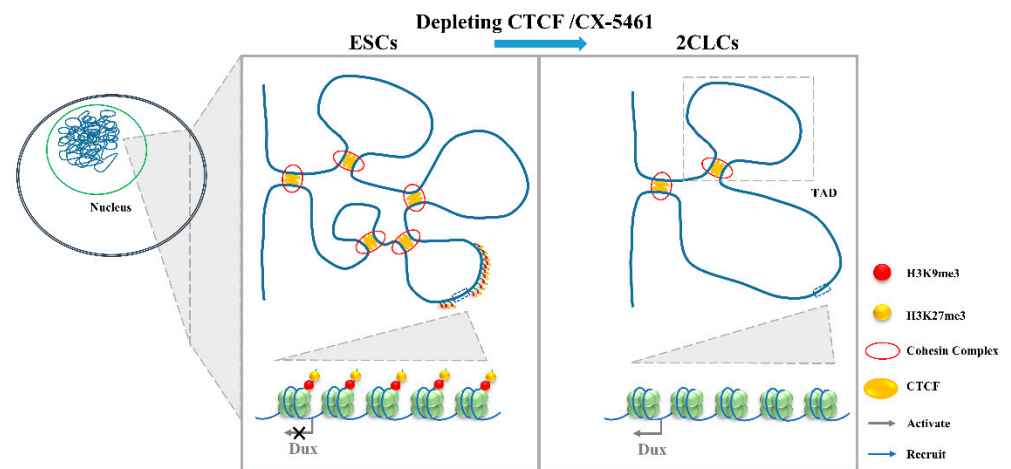 Depleting CTCF /CX-5461
ESCs
2CLCs
Nucleus
TAD
H3K9me3
H3K27me3
Cohesin Complex
CTCF
Activate
Recruit
Dux
Dux